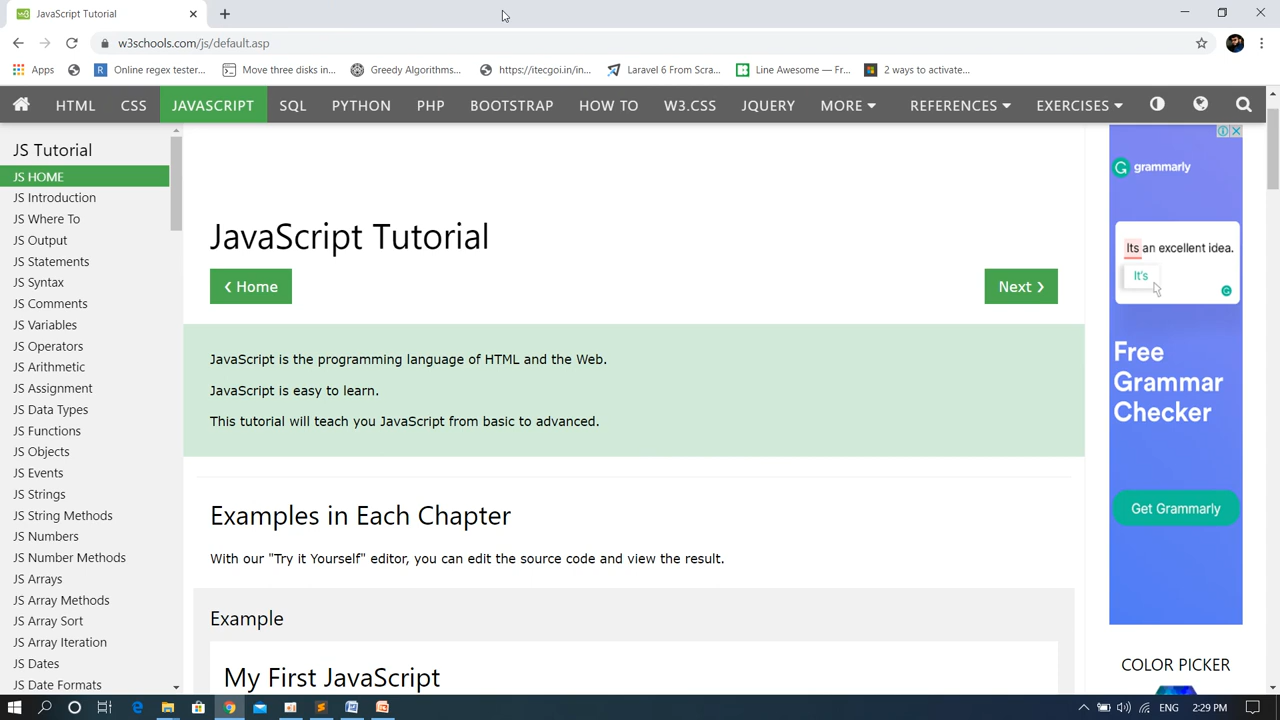 JavaScript Tutorial
w3schools.com/js/default.asp
Apps
Online regex tester...
Move three disks in...
Greedy Algorithms...
https://itecgoi.in/in...
Laravel 6 From Scra...
Line Awesome — Fr...
2 ways to activate...
HTML CSS JAVASCRIPT SQL PYTHON PHP BOOTSTRAP HOW TO W3.CSS JQUERY MORE REFERENCES EXERCISES
JS Tutorial
JS HOME
JS Introduction
JS Where To
JS Output
JS Statements
JS Syntax
JS Comments
JS Variables
JS Operators
JS Arithmetic
JS Assignment
JS Data Types
JS Functions
JS Objects
JS Events
JS Strings
JS String Methods
JS Numbers
JS Number Methods
JS Arrays
JS Array Methods
JS Array Sort
JS Array Iteration
JS Dates
JS Date Formats
JavaScript Tutorial
❮ Home
Next ❯
JavaScript is the programming language of HTML and the Web.
JavaScript is easy to learn.
This tutorial will teach you JavaScript from basic to advanced.
Examples in Each Chapter
With our "Try it Yourself" editor, you can edit the source code and view the result.
Example
My First JavaScript
grammarly
Its an excellent idea.
It's
Free
Grammar
Checker
Get Grammarly
COLOR PICKER
ENG
2:29 PM